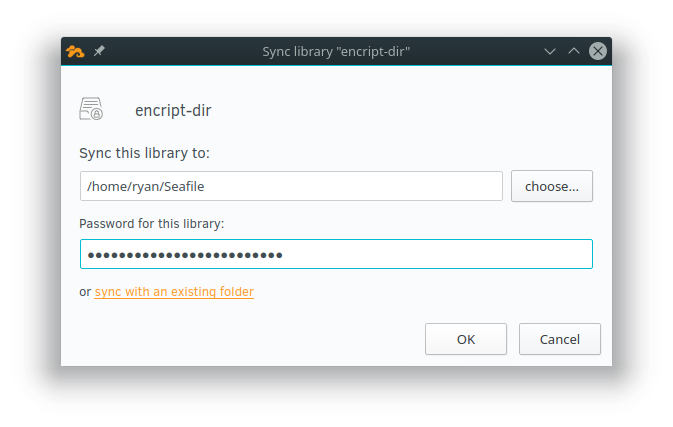 Sync library "encript-dir"
encript-dir
Sync this library to:
/home/ryan/Seafile
choose...
Password for this library:
●●●●●●●●●●●●●●●●●●●●●●●●●
or sync with an existing folder
OK
Cancel